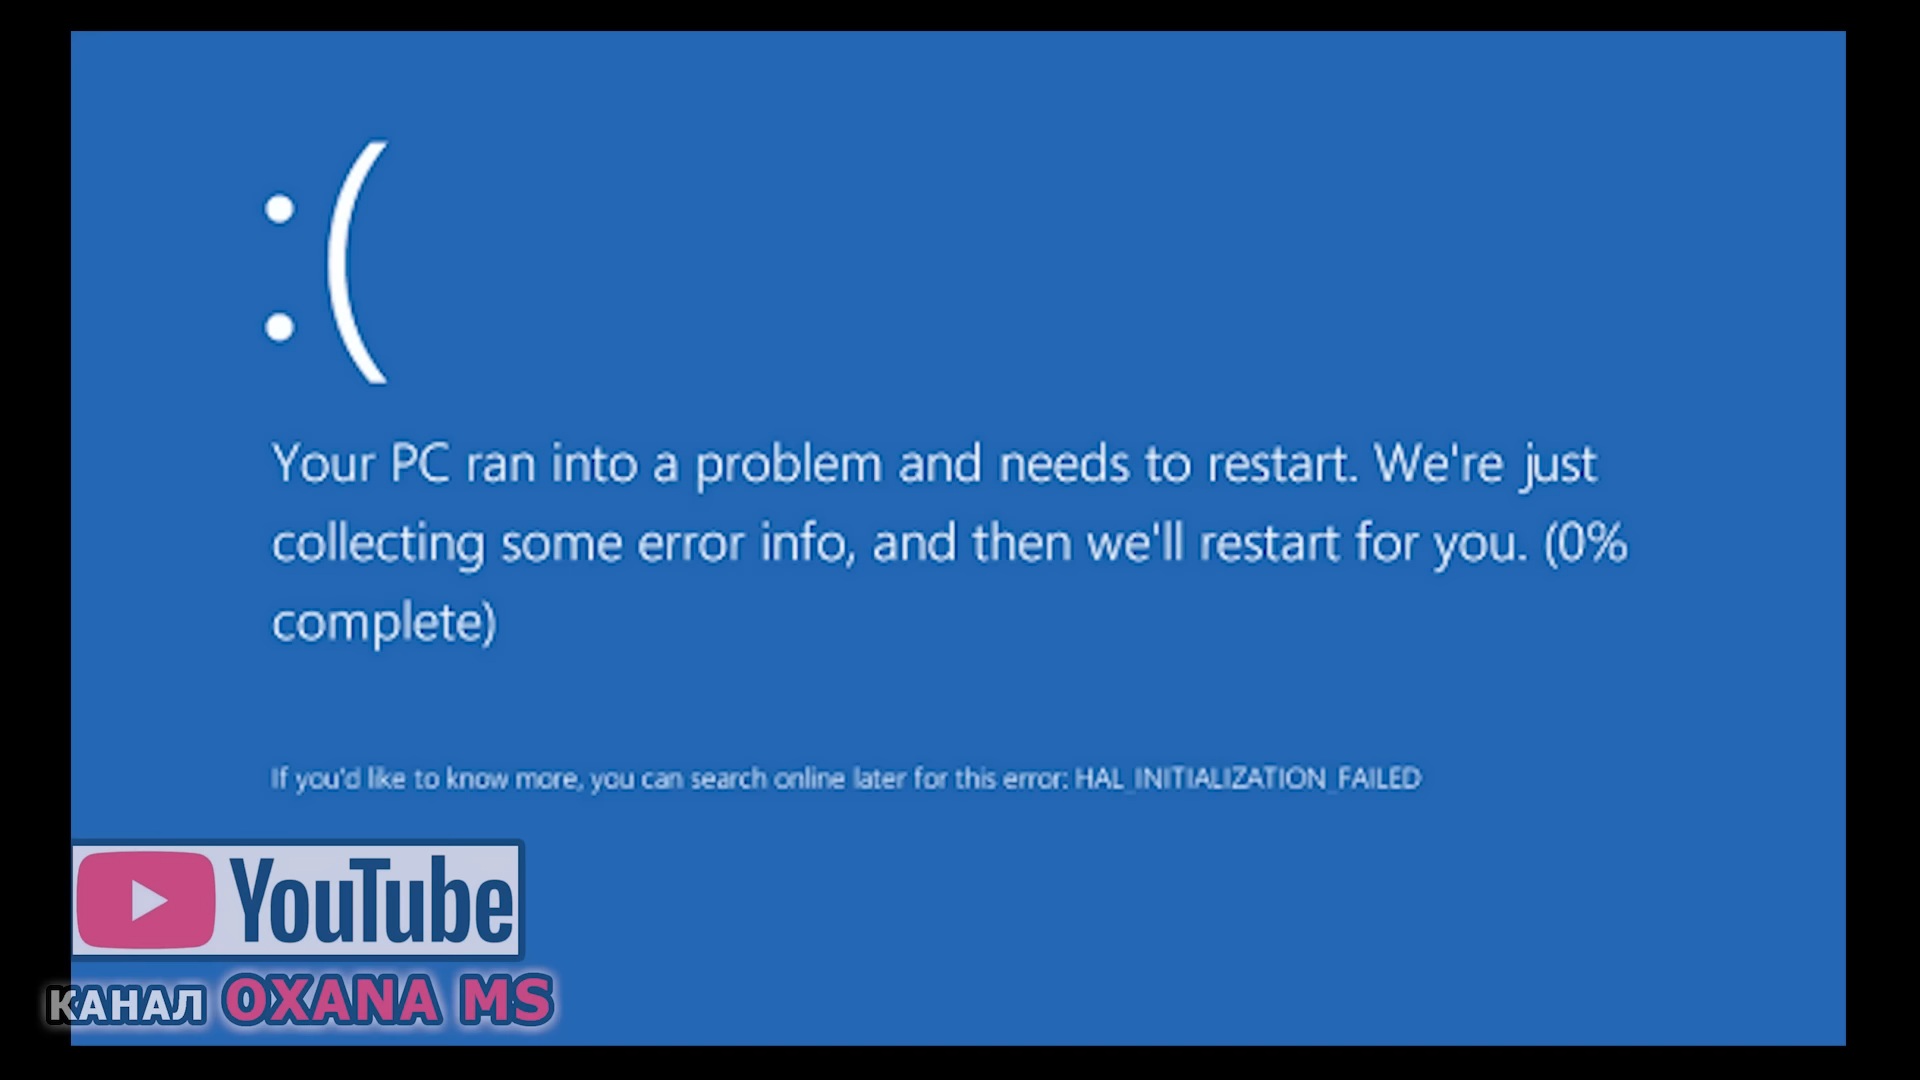 :(
Your PC ran into a problem and needs to restart. We're just
collecting some error info, and then we'll restart for you. (0%
complete)
If you'd like to know more, you can search online later for this error: HAL_INITIALIZATION_FAILED
YouTube
КАНАЛ OXANA MS